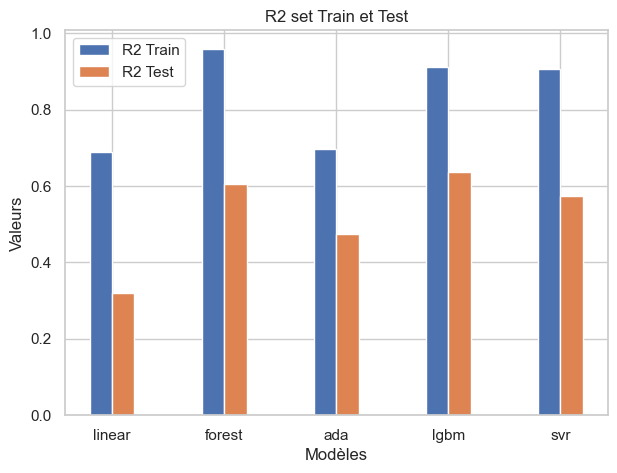 R2 set Train et Test
R2 Train
R2 Test
Valeurs
1.0
0.8
0.6
0.4
0.2
0.0
linear forest ada lgbm svr
Modèles